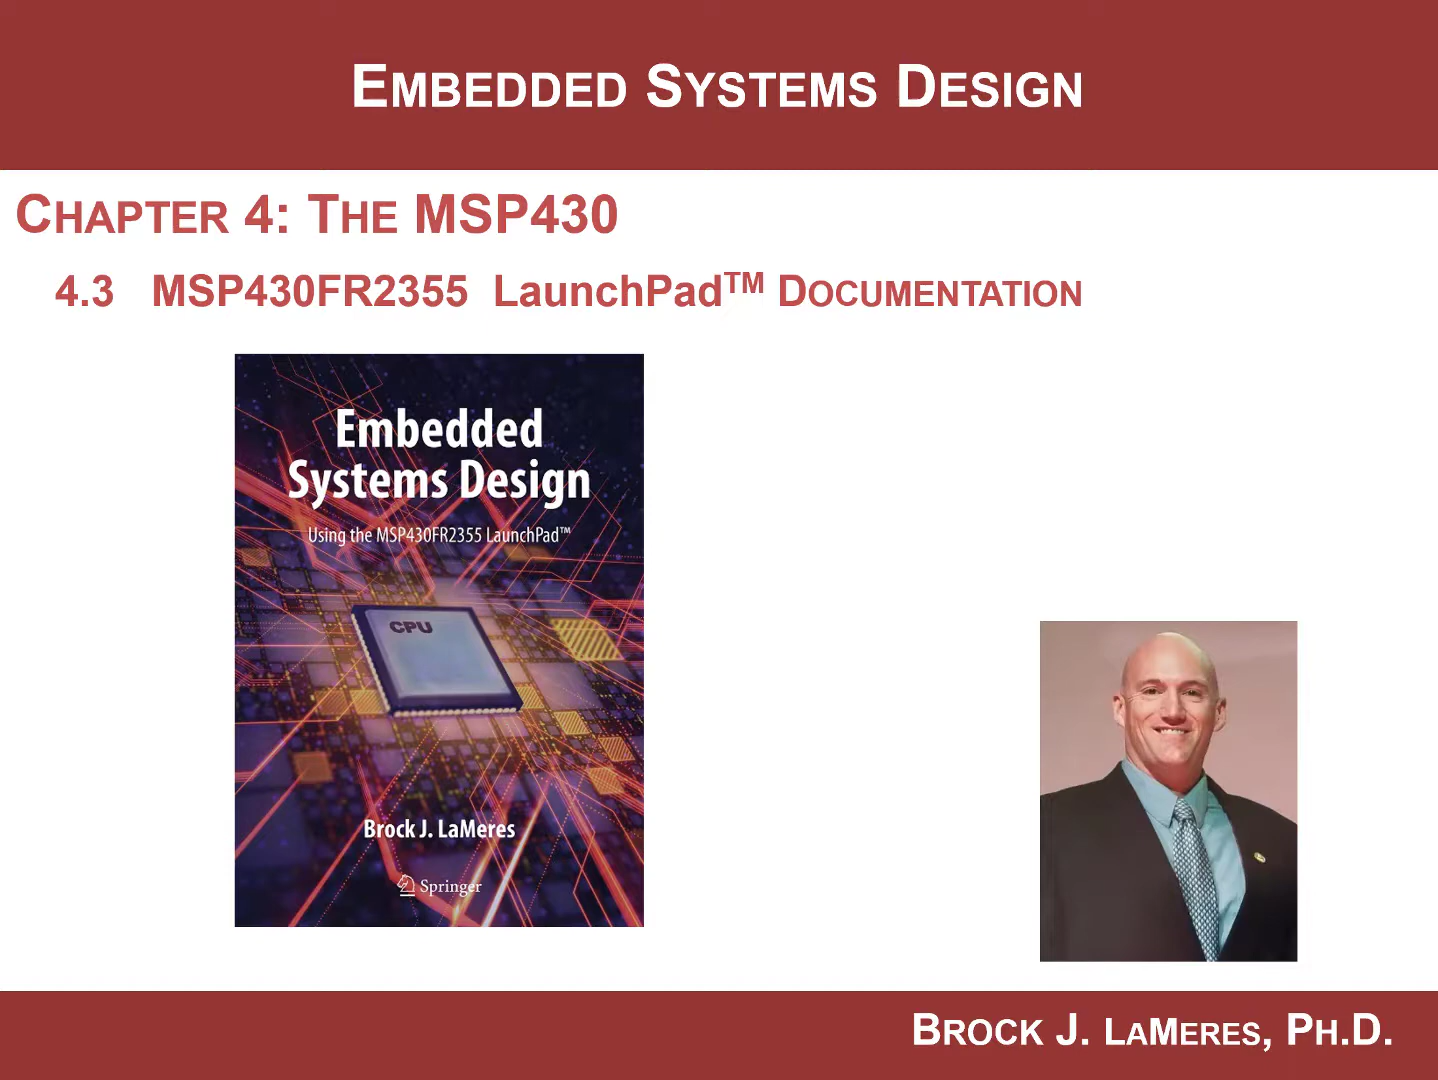 EMBEDDED SYSTEMS DESIGN
CHAPTER 4: THE MSP430
4.3 MSP430FR2355 LaunchPad™ DOCUMENTATION
Embedded
Systems Design
Using the MSP430FR2355 LaunchPad™
CPU
Brock J. LaMeres
Springer
BROCK J. LAMERES, PH.D.